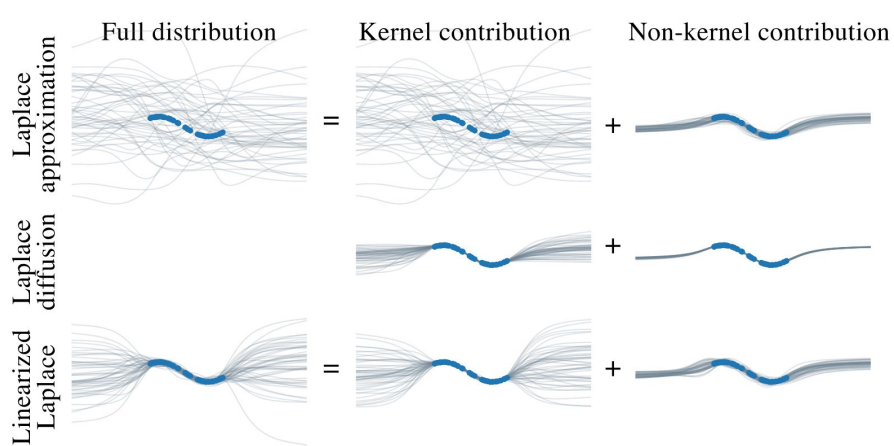 Full distribution
Kernel contribution
Non-kernel contribution
Laplace
approximation
=
+
Laplace
diffusion
+
Linearized
Laplace
=
+